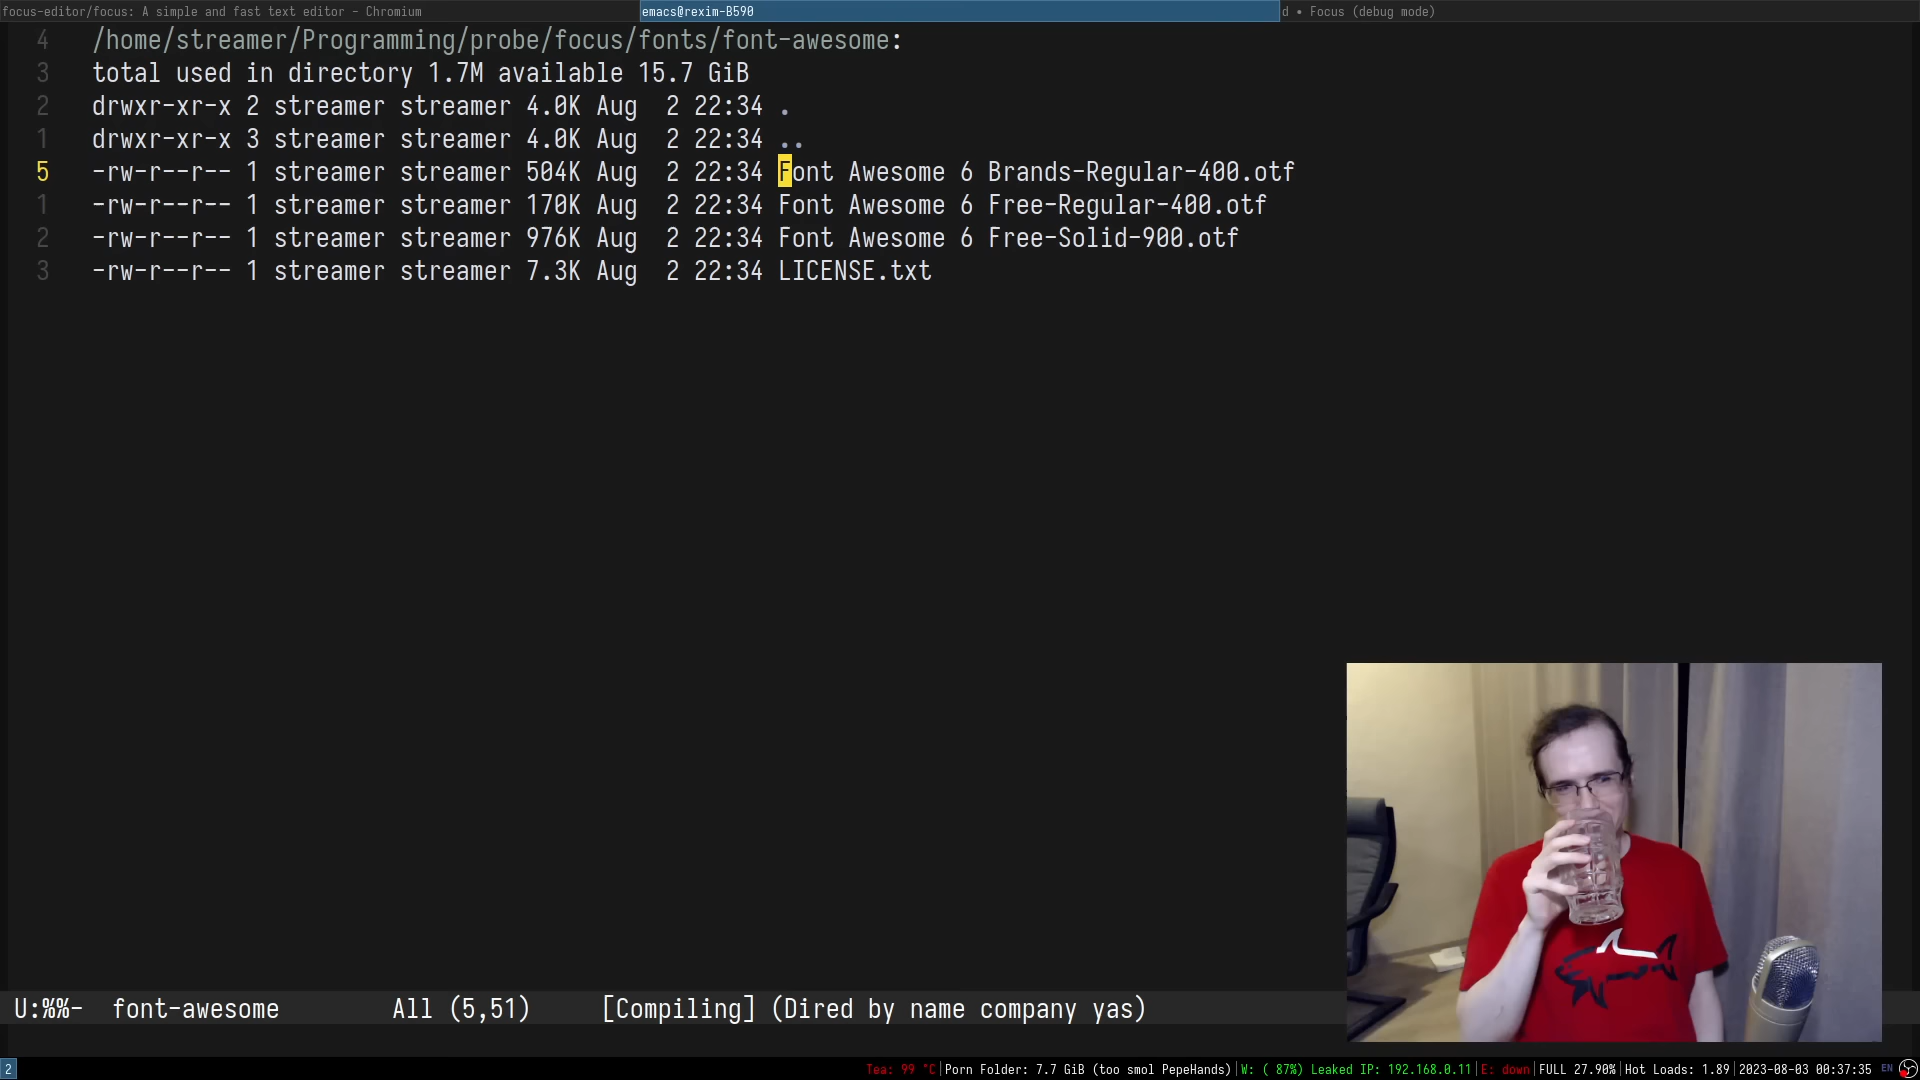 focus-editor/focus: A simple and fast text editor - Chromium
emacs@rexim-B590
d • Focus (debug mode)
4 /home/streamer/Programming/probe/focus/fonts/font-awesome:
3 total used in directory 1.7M available 15.7 GiB
2 drwxr-xr-x 2 streamer streamer 4.0K Aug  2 22:34 .
1 drwxr-xr-x 3 streamer streamer 4.0K Aug  2 22:34 ..
5 -rw-r--r-- 1 streamer streamer 504K Aug  2 22:34 Font Awesome 6 Brands-Regular-400.otf
1 -rw-r--r-- 1 streamer streamer 170K Aug  2 22:34 Font Awesome 6 Free-Regular-400.otf
2 -rw-r--r-- 1 streamer streamer 976K Aug  2 22:34 Font Awesome 6 Free-Solid-900.otf
3 -rw-r--r-- 1 streamer streamer 7.3K Aug  2 22:34 LICENSE.txt
U:%%- font-awesome All (5,51) [Compiling] (Dired by name company yas)
2 Tea: 99 °C|Porn Folder: 7.7 GiB (too smol PepeHands)|W: ( 87%) Leaked IP: 192.168.0.11|E: down|FULL 27.90%|Hot Loads: 1.89|2023-08-03 00:37:35 EN